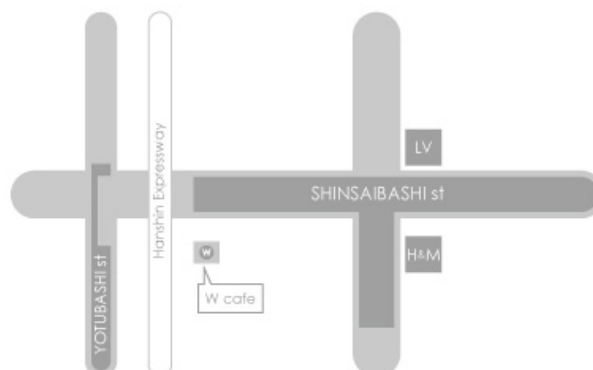 LV
Hanshin Expressway
SHINSAIBASHI st
W
H&M
YOTUBASHI st
W cafe